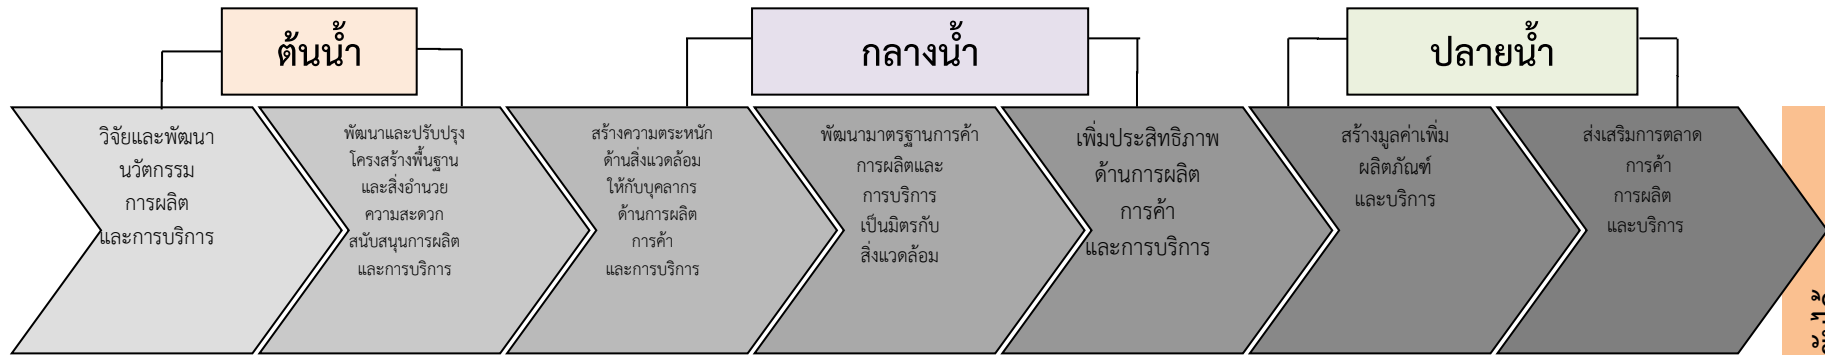 ต้นน้ำ
กลางน้ำ
ปลายน้ำ
วิจัยและพัฒนา
นวัตกรรม
การผลิต
และการบริการ
พัฒนาและปรับปรุง
โครงสร้างพื้นฐาน
และสิ่งอำนวย
ความสะดวก
สนับสนุนการผลิต
และการบริการ
สร้างความตระหนัก
ด้านสิ่งแวดล้อม
ให้กับบุคลากร
ด้านการผลิต
การค้า
และการบริการ
พัฒนามาตรฐานการค้า
การผลิตและ
การบริการ
เป็นมิตรกับ
สิ่งแวดล้อม
เพิ่มประสิทธิภาพ
ด้านการผลิต
การค้า
และการบริการ
สร้างมูลค่าเพิ่ม
ผลิตภัณฑ์
และบริการ
ส่งเสริมการตลาด
การค้า
การผลิต
และบริการ